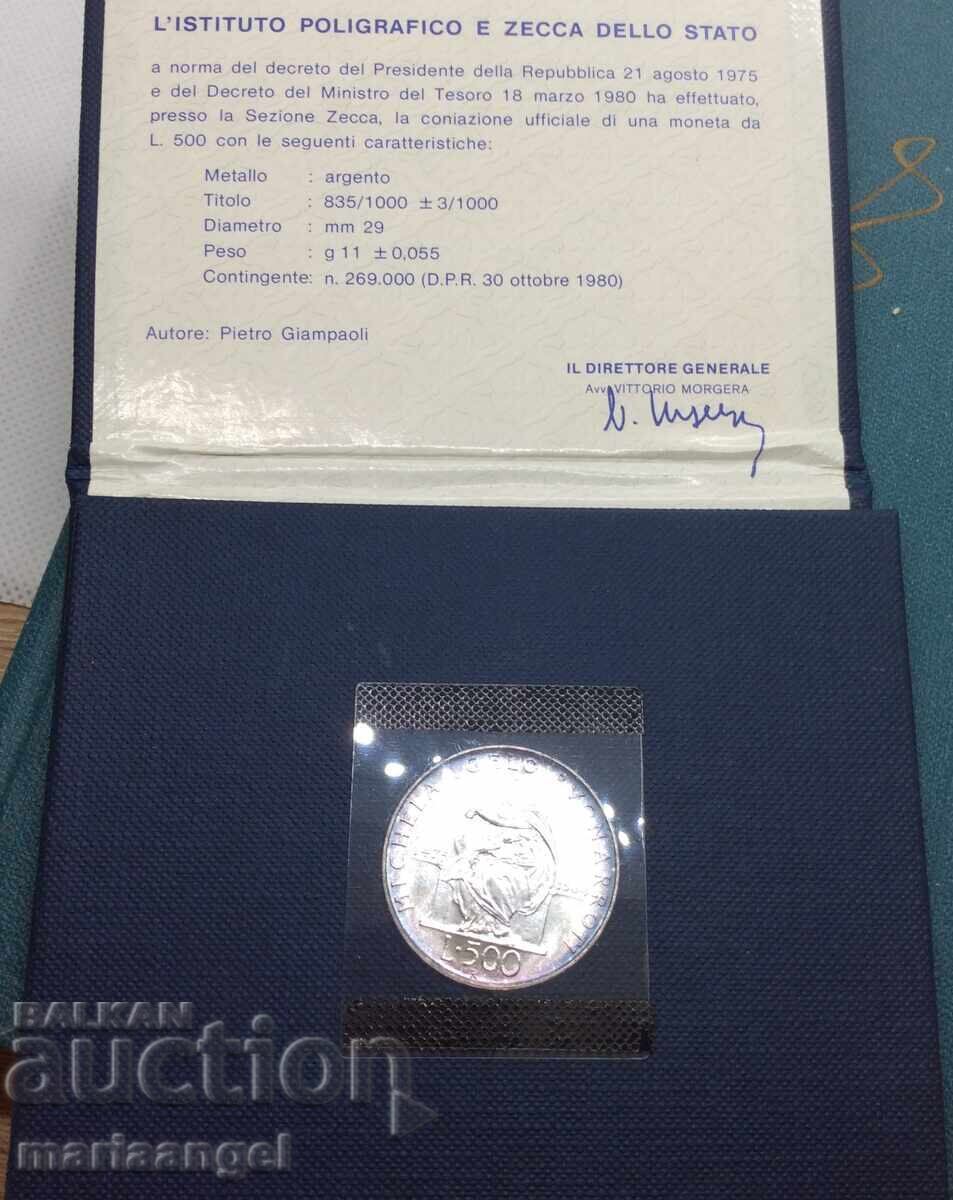 L'ISTITUTO POLIGRAFICO E ZECCA DELLO STATO
a norma del decreto del Presidente della Repubblica 21 agosto 1975
e del Decreto del Ministro del Tesoro 18 marzo 1980 ha effettuato,
presso la Sezione Zecca, la coniazione ufficiale di una moneta da
L. 500 con le seguenti caratteristiche:
Metallo : argento
Titolo : 835/1000 ± 3/1000
Diametro : mm 29
Peso : g 11 ± 0,055
Contingente: n. 269.000 (D.P.R. 30 ottobre 1980)
Autore: Pietro Giampaoli
IL DIRETTORE GENERALE
Avv. VITTORIO MORGERA
MICHELANGELO BVONARROTI
L. 500
BALKAN
auction
mariaangel